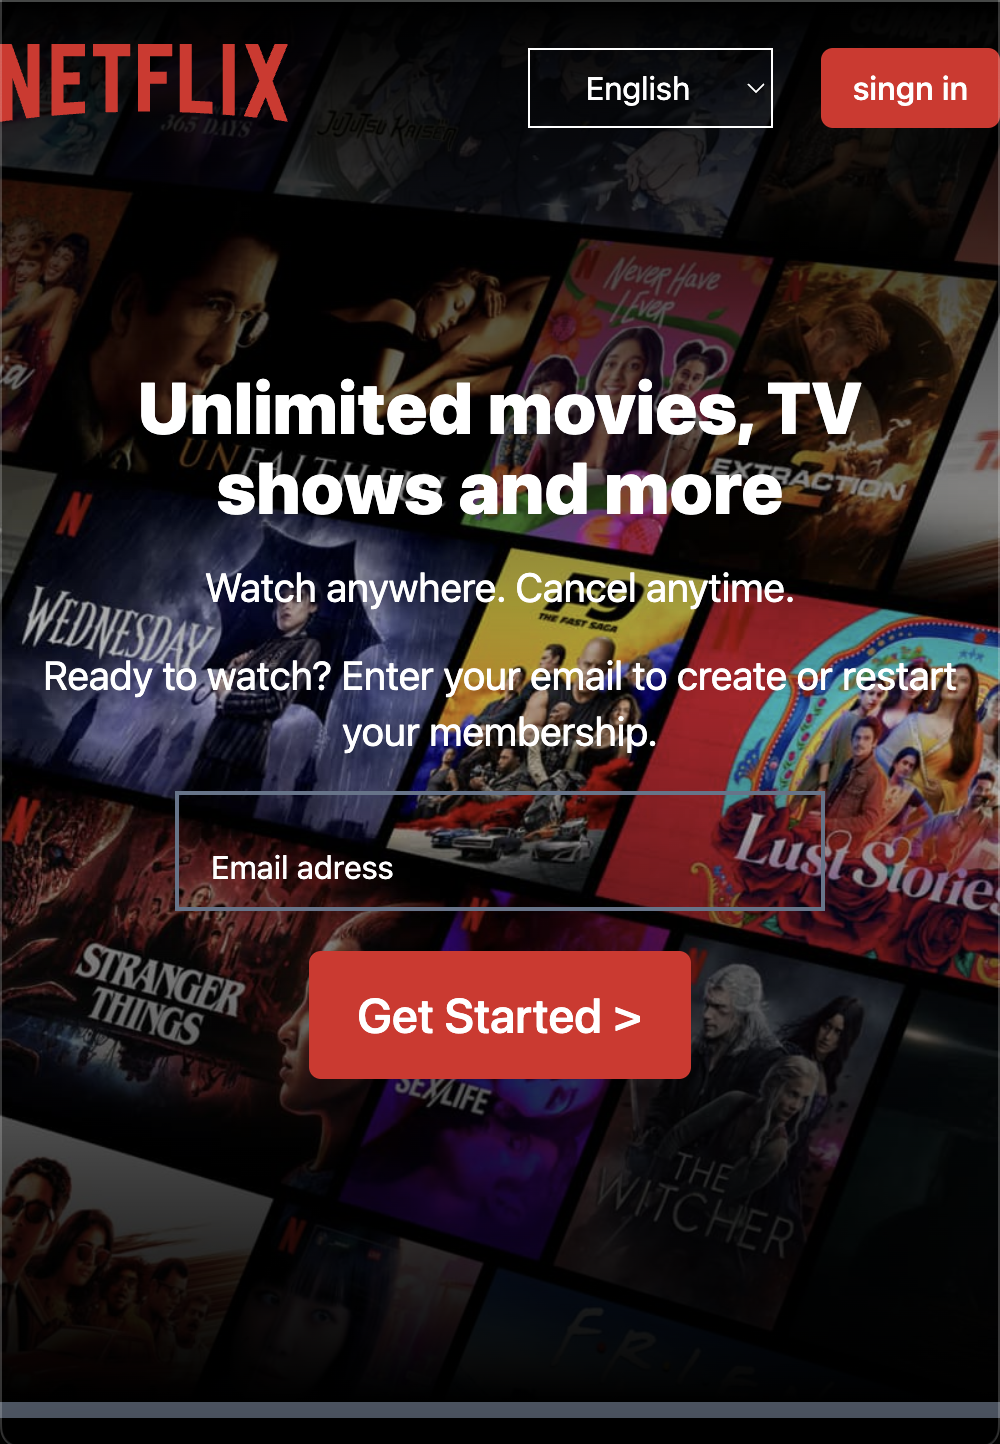 NETFLIX
English
singn in
365 DAYS
JUJUTSU KAISEN
NEVER HAVE
I EVER
Unlimited movies, TV
UNFAITHFUL
EXTRACTION
2
shows and more
N
Watch anywhere. Cancel anytime.
WEDNESDAY
THE FAST SAGA
Ready to watch? Enter your email to create or restart
your membership.
N
Lust Stories
Email adress
STRANGER
THINGS
Get Started >
SEX/LIFE
THE
WITCHER